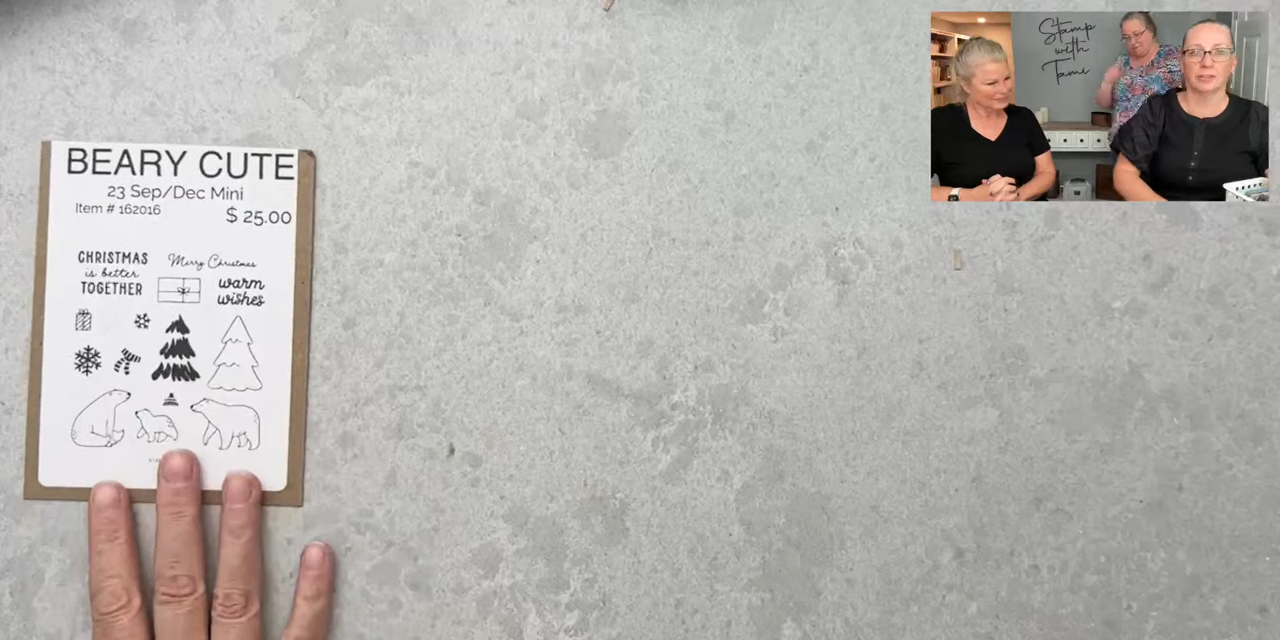 BEARY CUTE
23 Sep/Dec Mini
Item # 162016
$ 25.00
CHRISTMAS
is better
TOGETHER
Merry Christmas
warm
wishes
Stamp
with
Tami